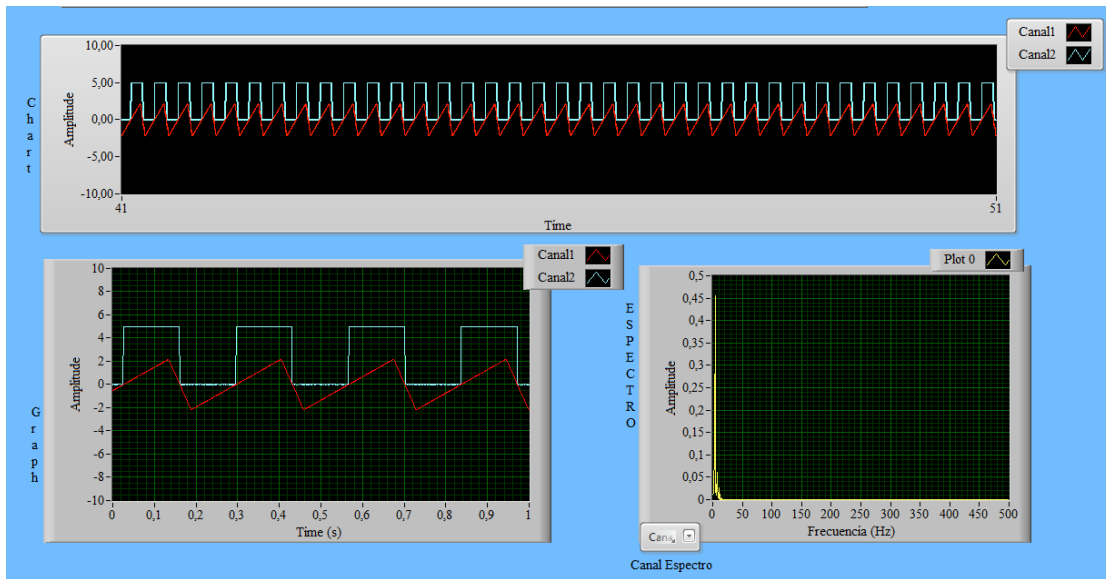 Canal1
Canal2
Chart
Amplitude
10,00
5,00
0,00
-5,00
-10,00
41
51
Time
Canal1
Canal2
Graph
Amplitude
10
8
6
4
2
0
-2
-4
-6
-8
-10
0 0,1 0,2 0,3 0,4 0,5 0,6 0,7 0,8 0,9 1
Time (s)
Plot 0
ESPECTRO
Amplitude
0,5
0,45
0,4
0,35
0,3
0,25
0,2
0,15
0,1
0,05
0
0 50 100 150 200 250 300 350 400 450 500
Frecuencia (Hz)
Canal Espectro